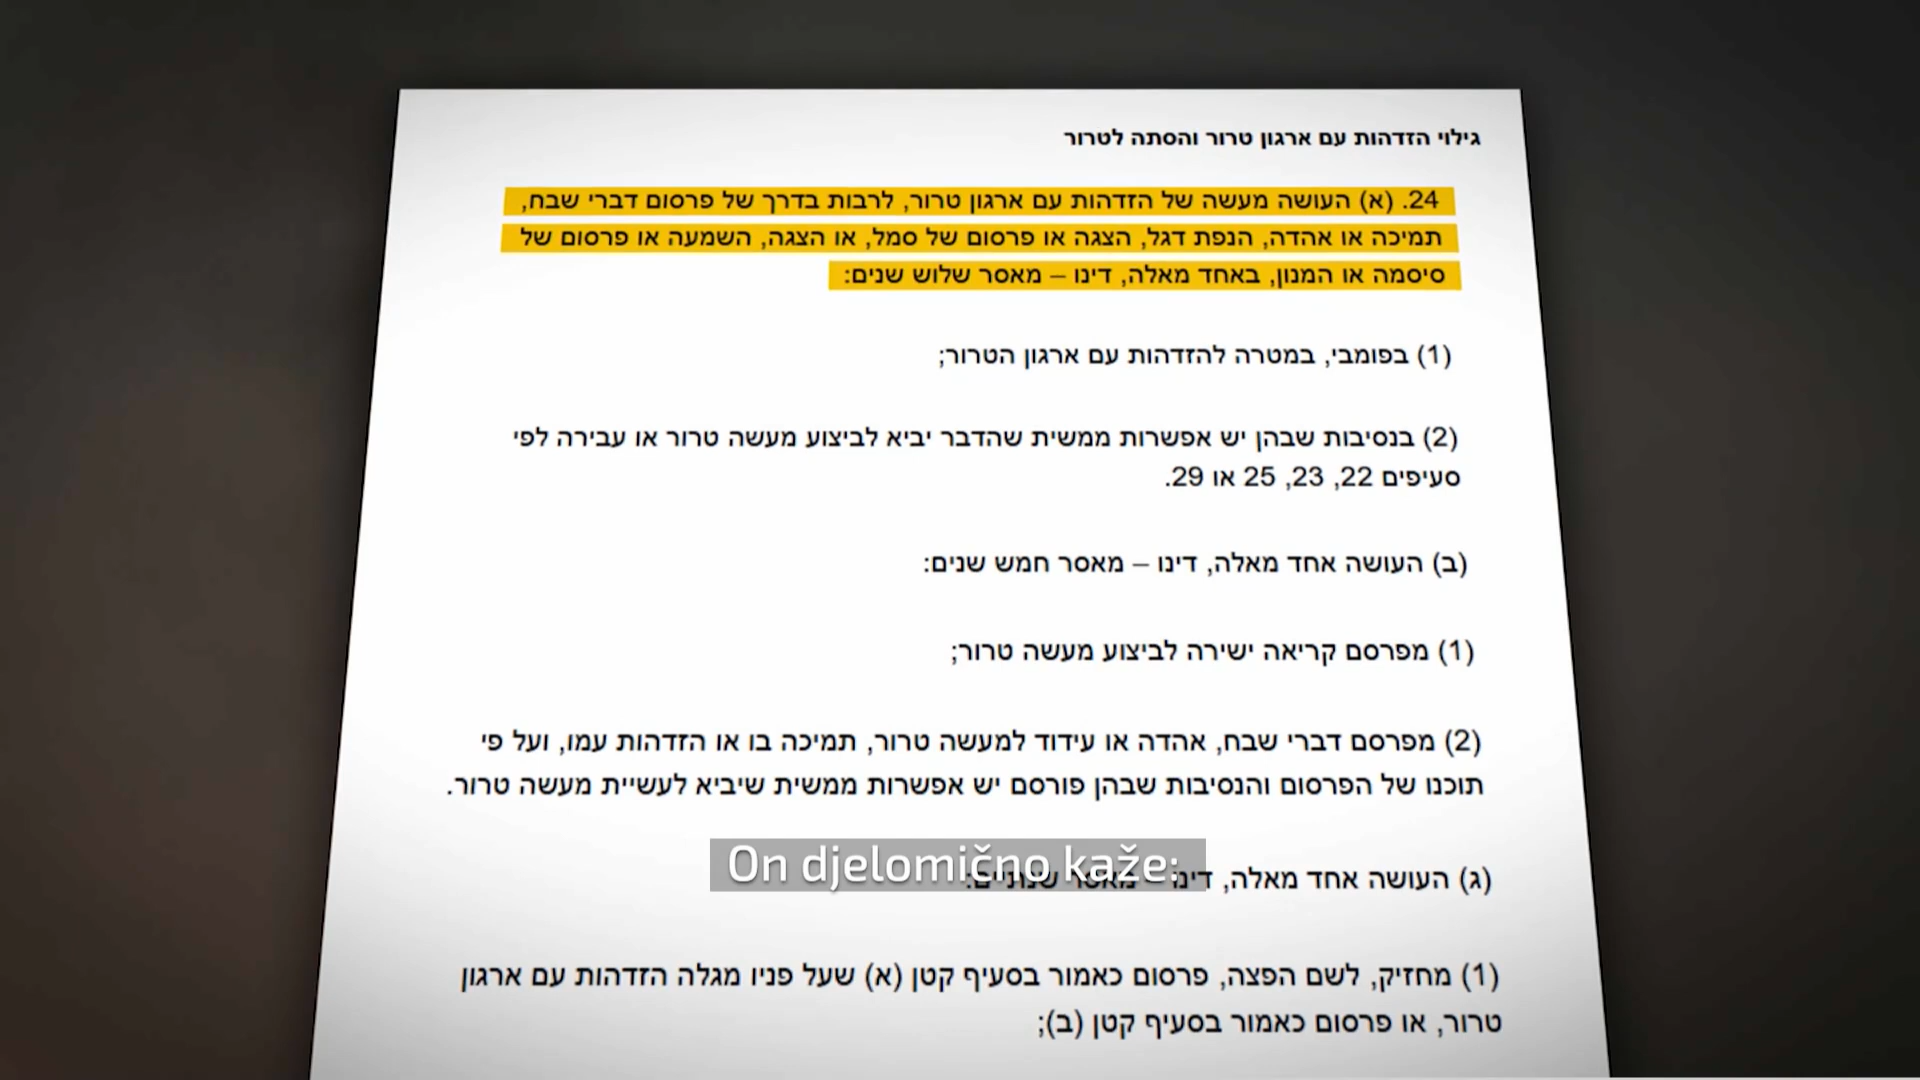 גילוי הזדהות עם ארגון טרור והסתה לטרור
24. (א) העושה מעשה של הזדהות עם ארגון טרור, לרבות בדרך של פרסום דברי שבח,
תמיכה או אהדה, הנפת דגל, הצגה או פרסום של סמל, או הצגה, השמעה או פרסום של
סיסמה או המנון, באחד מאלה, דינו – מאסר שלוש שנים:
(1) בפומבי, במטרה להזדהות עם ארגון הטרור;
(2) בנסיבות שבהן יש אפשרות ממשית שהדבר יביא לביצוע מעשה טרור או עבירה לפי
סעיפים 22, 23, 25 או 29.
(ב) העושה אחד מאלה, דינו – מאסר חמש שנים:
(1) מפרסם קריאה ישירה לביצוע מעשה טרור;
(2) מפרסם דברי שבח, אהדה או עידוד למעשה טרור, תמיכה בו או הזדהות עמו, ועל פי
תוכנו של הפרסום והנסיבות שבהן פורסם יש אפשרות ממשית שיביא לעשיית מעשה טרור.
On djelomično kaže:
(ג) העושה אחד מאלה, דינו – מאסר שנתיים:
(1) מחזיק, לשם הפצה, פרסום כאמור בסעיף קטן (א) שעל פניו מגלה הזדהות עם ארגון
טרור, או פרסום כאמור בסעיף קטן (ב);